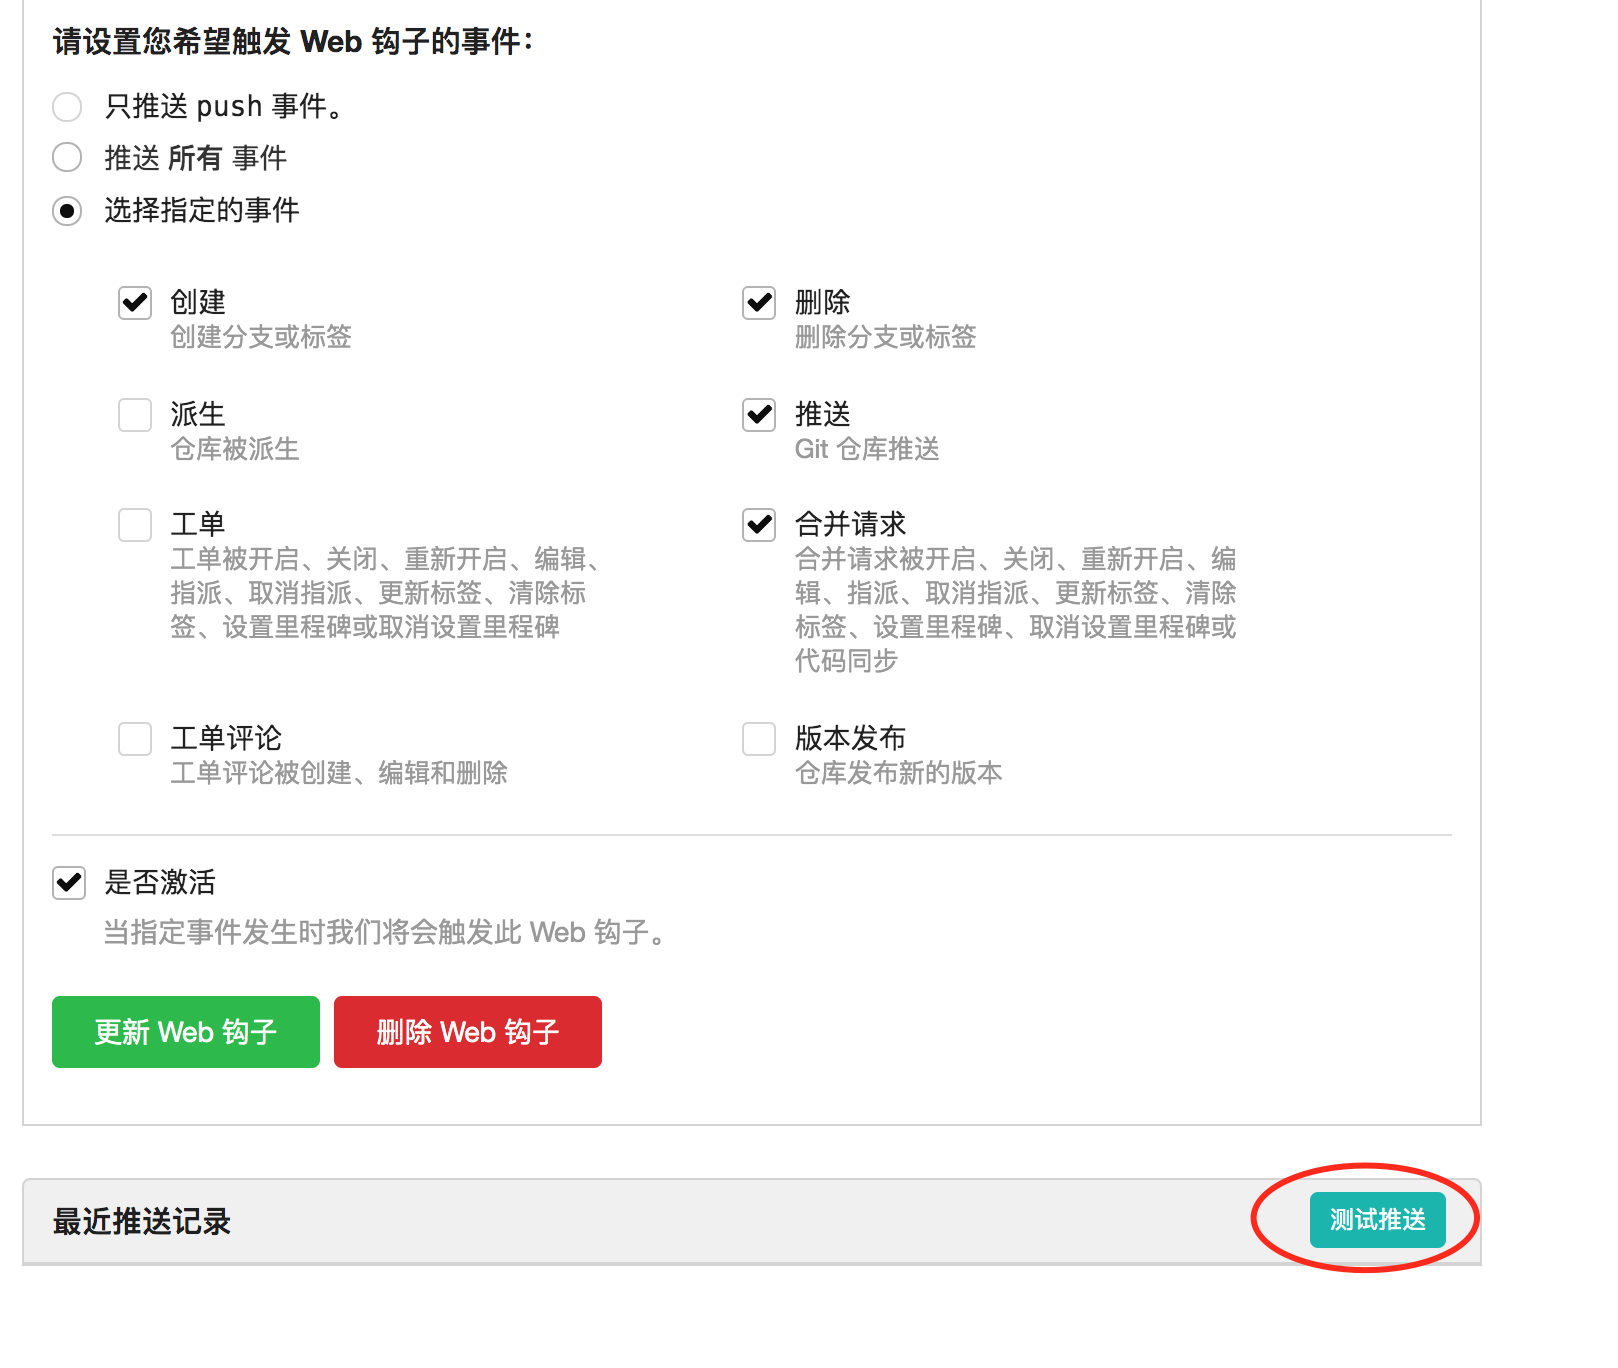 请设置您希望触发 Web 钩子的事件：
只推送 push 事件。
推送 所有 事件
选择指定的事件
创建
创建分支或标签
删除
删除分支或标签
派生
仓库被派生
推送
Git 仓库推送
工单
工单被开启、关闭、重新开启、编辑、
指派、取消指派、更新标签、清除标
签、设置里程碑或取消设置里程碑
合并请求
合并请求被开启、关闭、重新开启、编
辑、指派、取消指派、更新标签、清除
标签、设置里程碑、取消设置里程碑或
代码同步
工单评论
工单评论被创建、编辑和删除
版本发布
仓库发布新的版本
是否激活
当指定事件发生时我们将会触发此 Web 钩子。
更新 Web 钩子
删除 Web 钩子
最近推送记录
测试推送